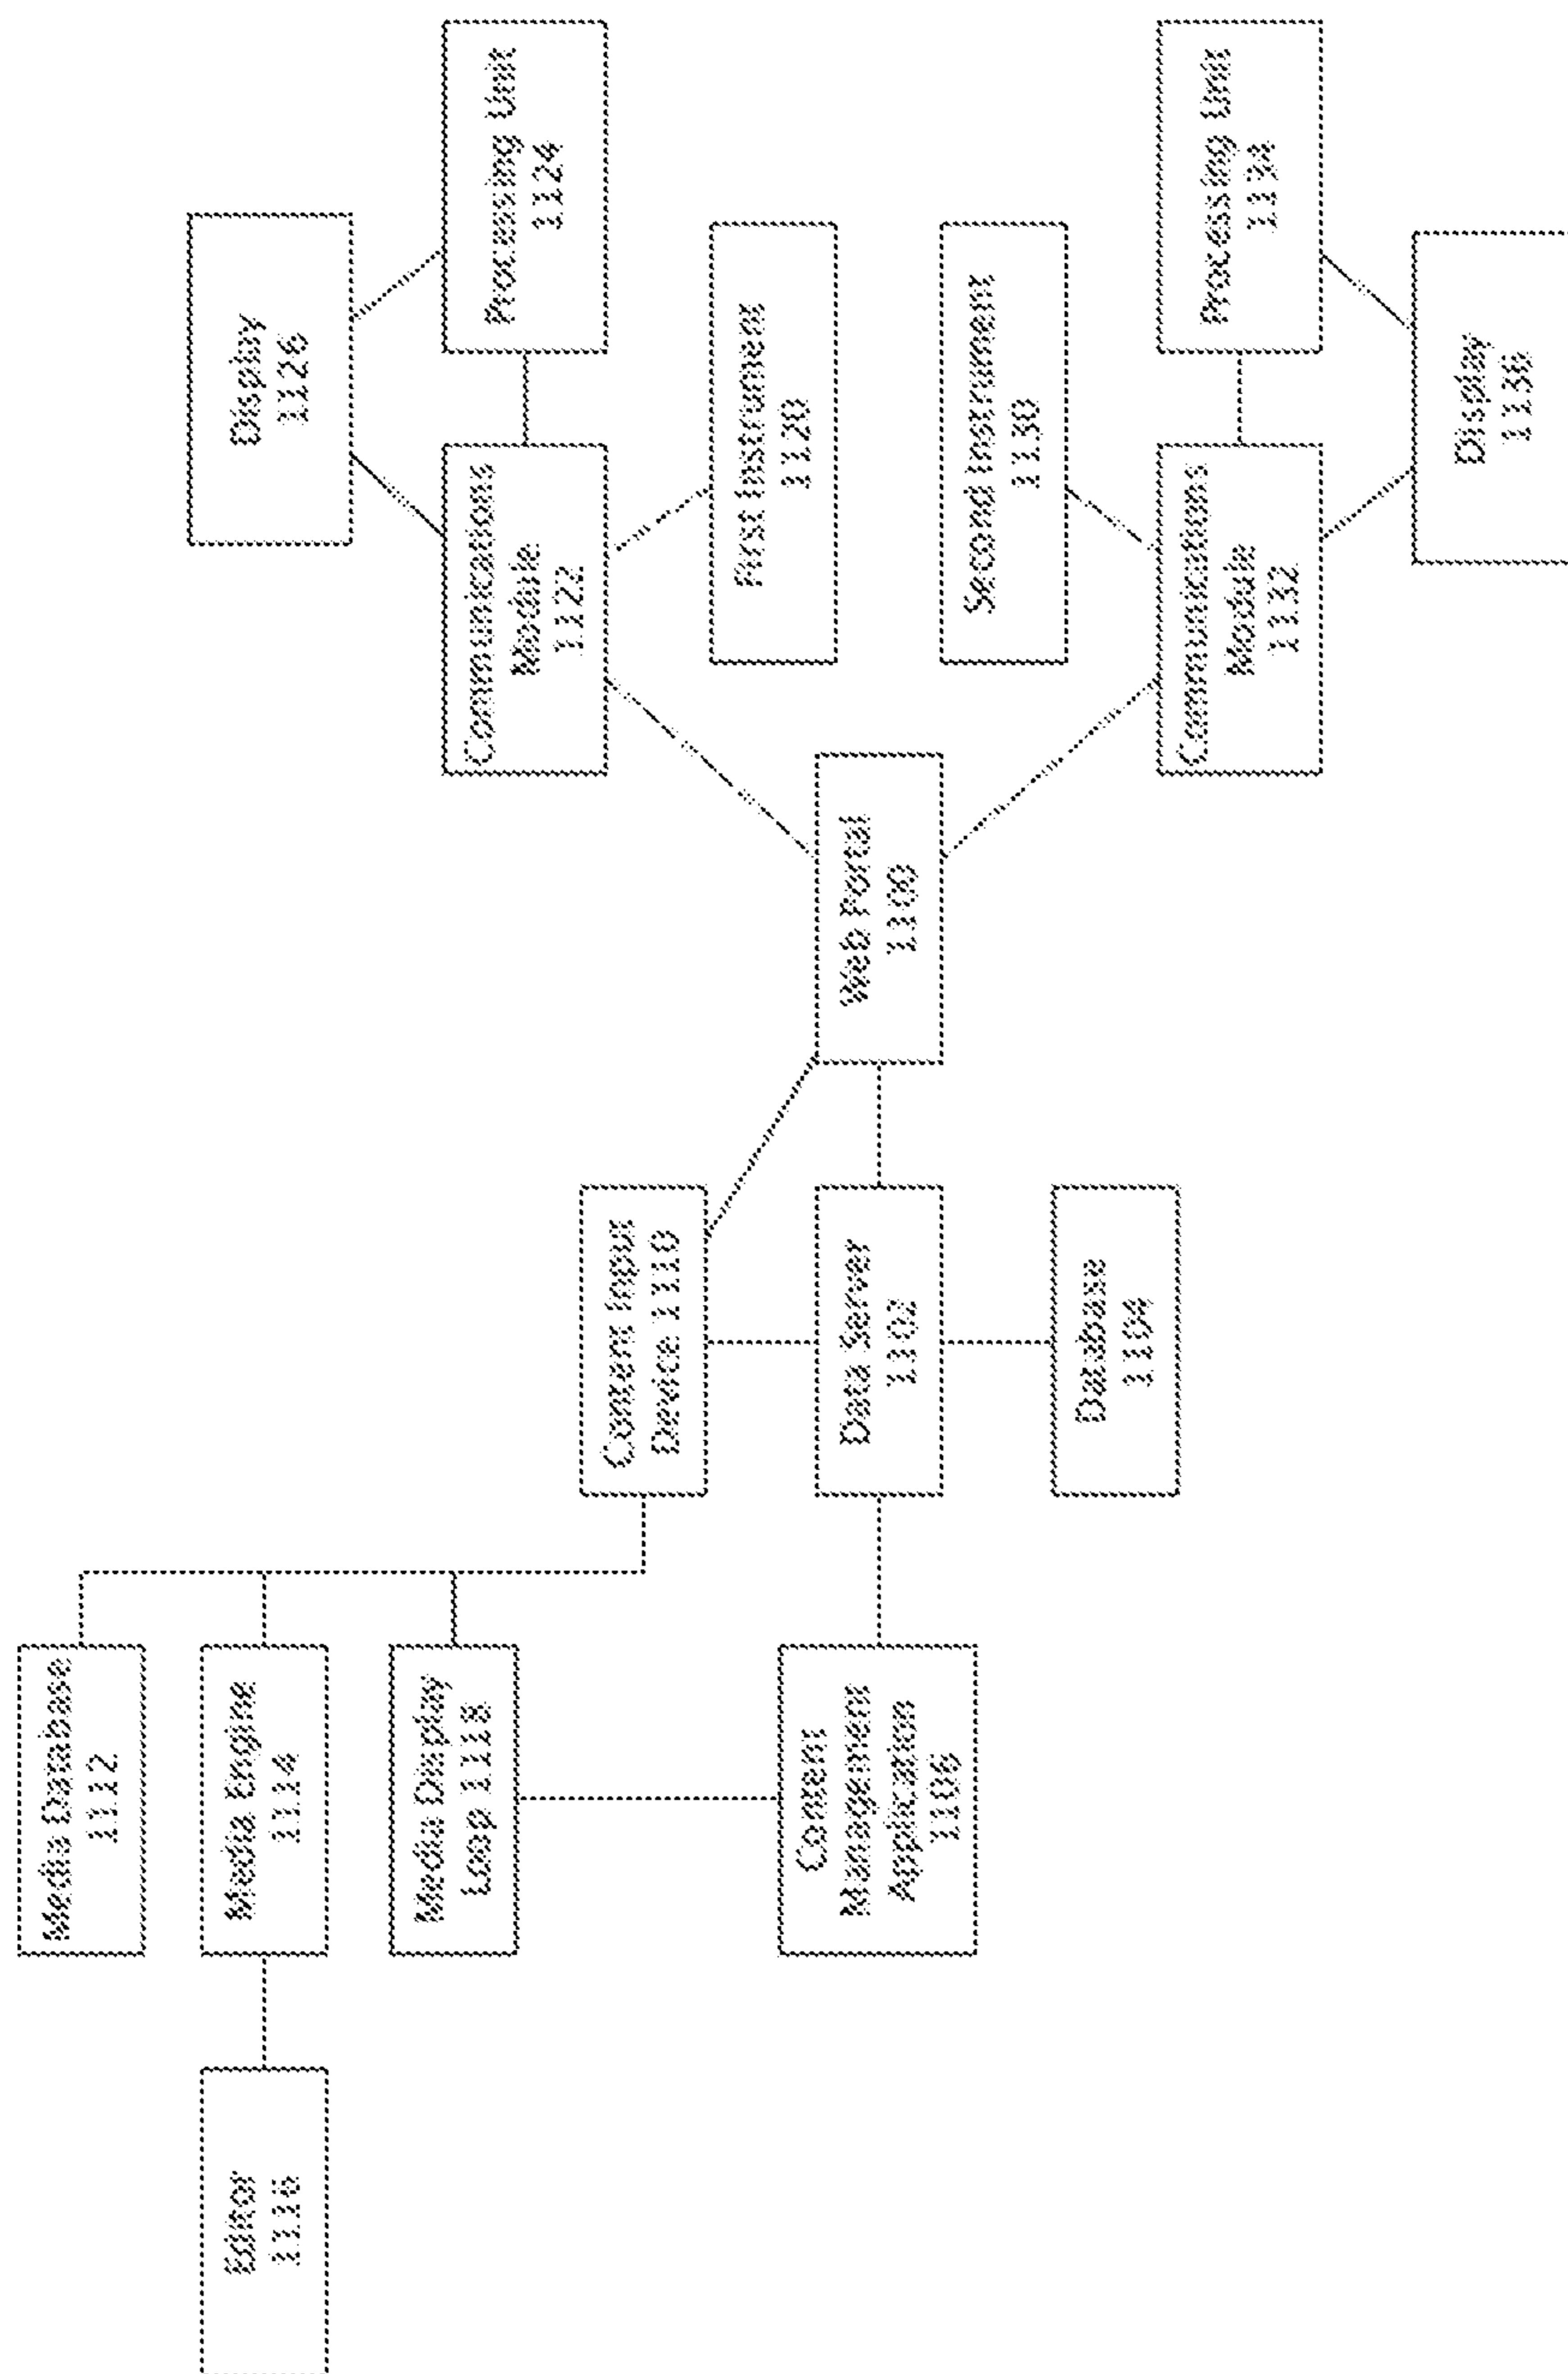 Editor
1116
Media Database
1112
Media Engine
1114
Media Display
Loop 1118
Content
Management
Application
1106
Content Input
Device 1110
Data Server
1102
Database
1104
Web Portal
1100
Display
1126
Communications
Module
1122
Processing Unit
1124
First Instrument
1120
Second Instrument
1130
Communications
Module
1132
Processing Unit
1134
Display
1136